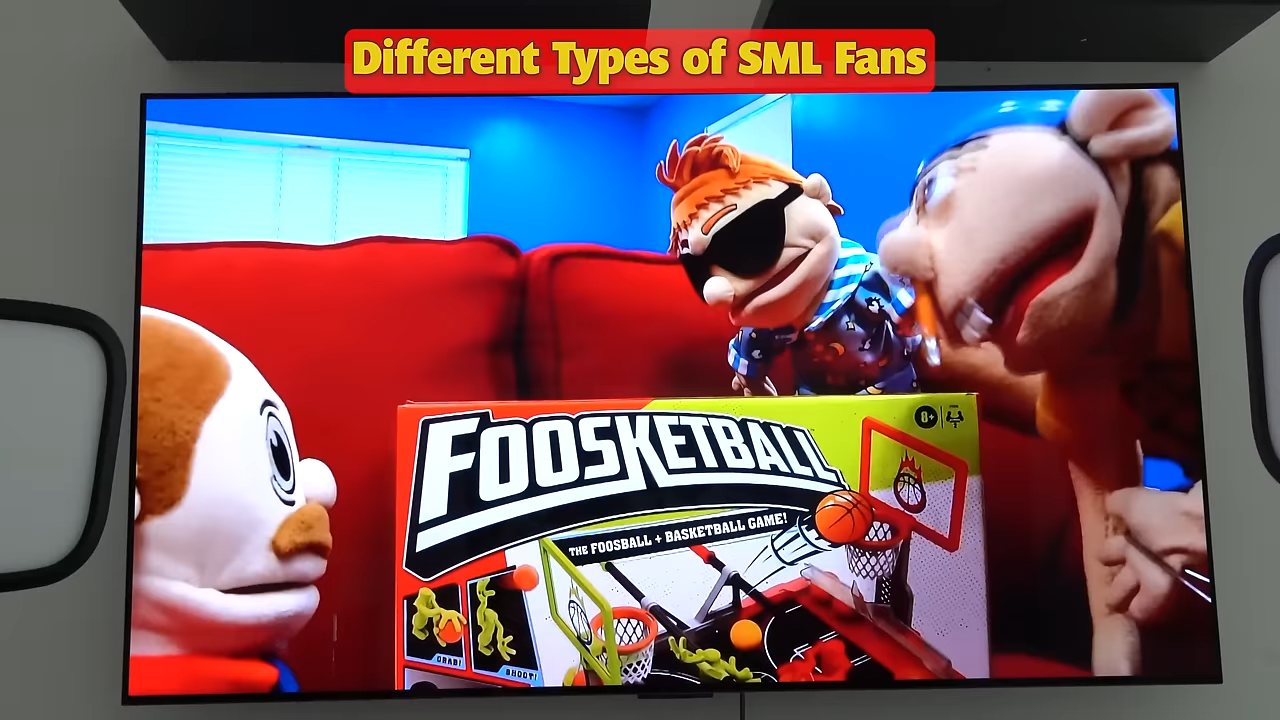 Different Types of SML Fans
FOOSKETBALL
8+
THE FOOSBALL + BASKETBALL GAME!
GRAB!
SHOOT!